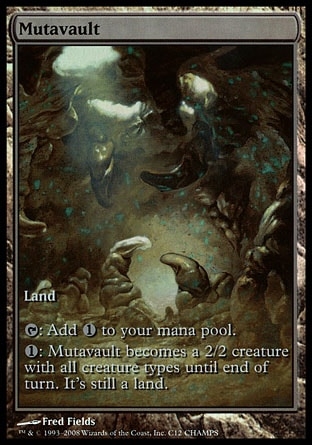 Mutavault
Land
: Add 1 to your mana pool.
1: Mutavault becomes a 2/2 creature
with all creature types until end of
turn. It's still a land.
Fred Fields
™ & © 1993-2008 Wizards of the Coast, Inc. C12 CHAMPS